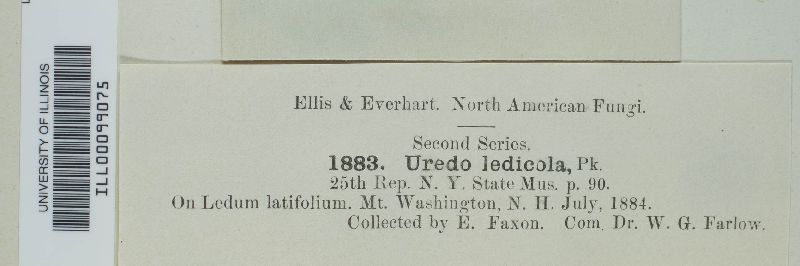 UNIVERSITY OF ILLINOIS
ILL00099075
Ellis & Everhart. North American Fungi.
Second Series.
1883. Uredo ledicola, Pk.
25th Rep. N. Y. State Mus. p. 90.
On Ledum latifolium. Mt. Washington, N. H. July, 1884.
Collected by E. Faxon. Com. Dr. W. G. Farlow.